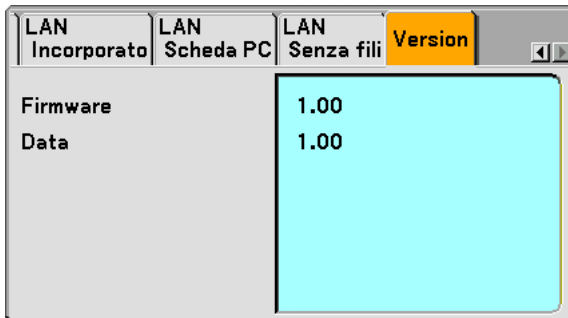 LAN
Incorporato
LAN
Scheda PC
LAN
Senza fili
Version
Firmware 1.00
Data 1.00